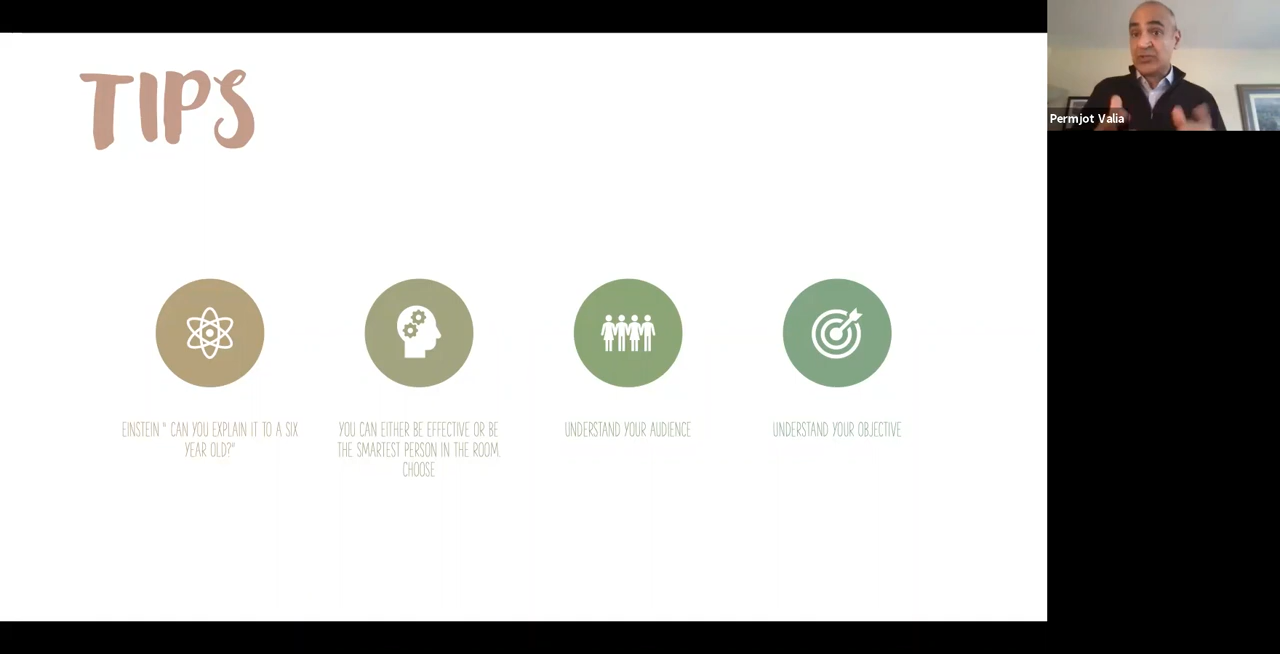 TIPS
EINSTEIN " CAN YOU EXPLAIN IT TO A SIX
YEAR OLD?"
YOU CAN EITHER BE EFFECTIVE OR BE
THE SMARTEST PERSON IN THE ROOM.
CHOOSE
UNDERSTAND YOUR AUDIENCE
UNDERSTAND YOUR OBJECTIVE
Permjot Valia